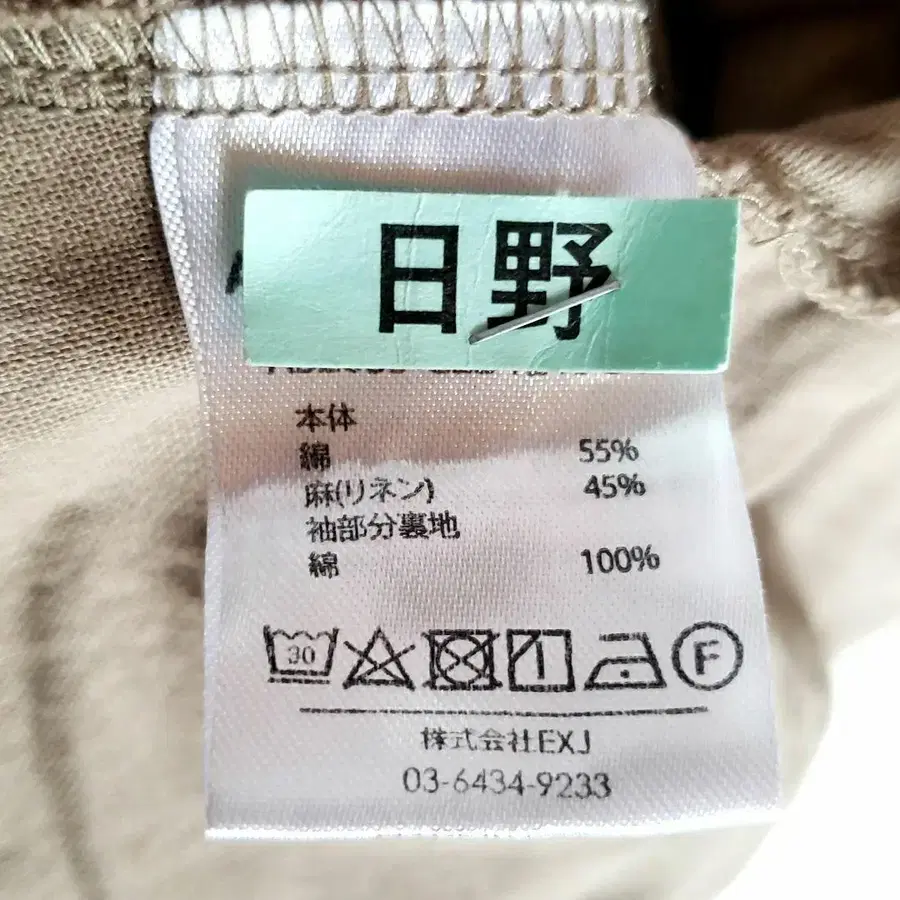 日野
本体
綿 55%
麻(リネン) 45%
袖部分裏地
綿 100%
30
F
株式会社EXJ
03-6434-9233